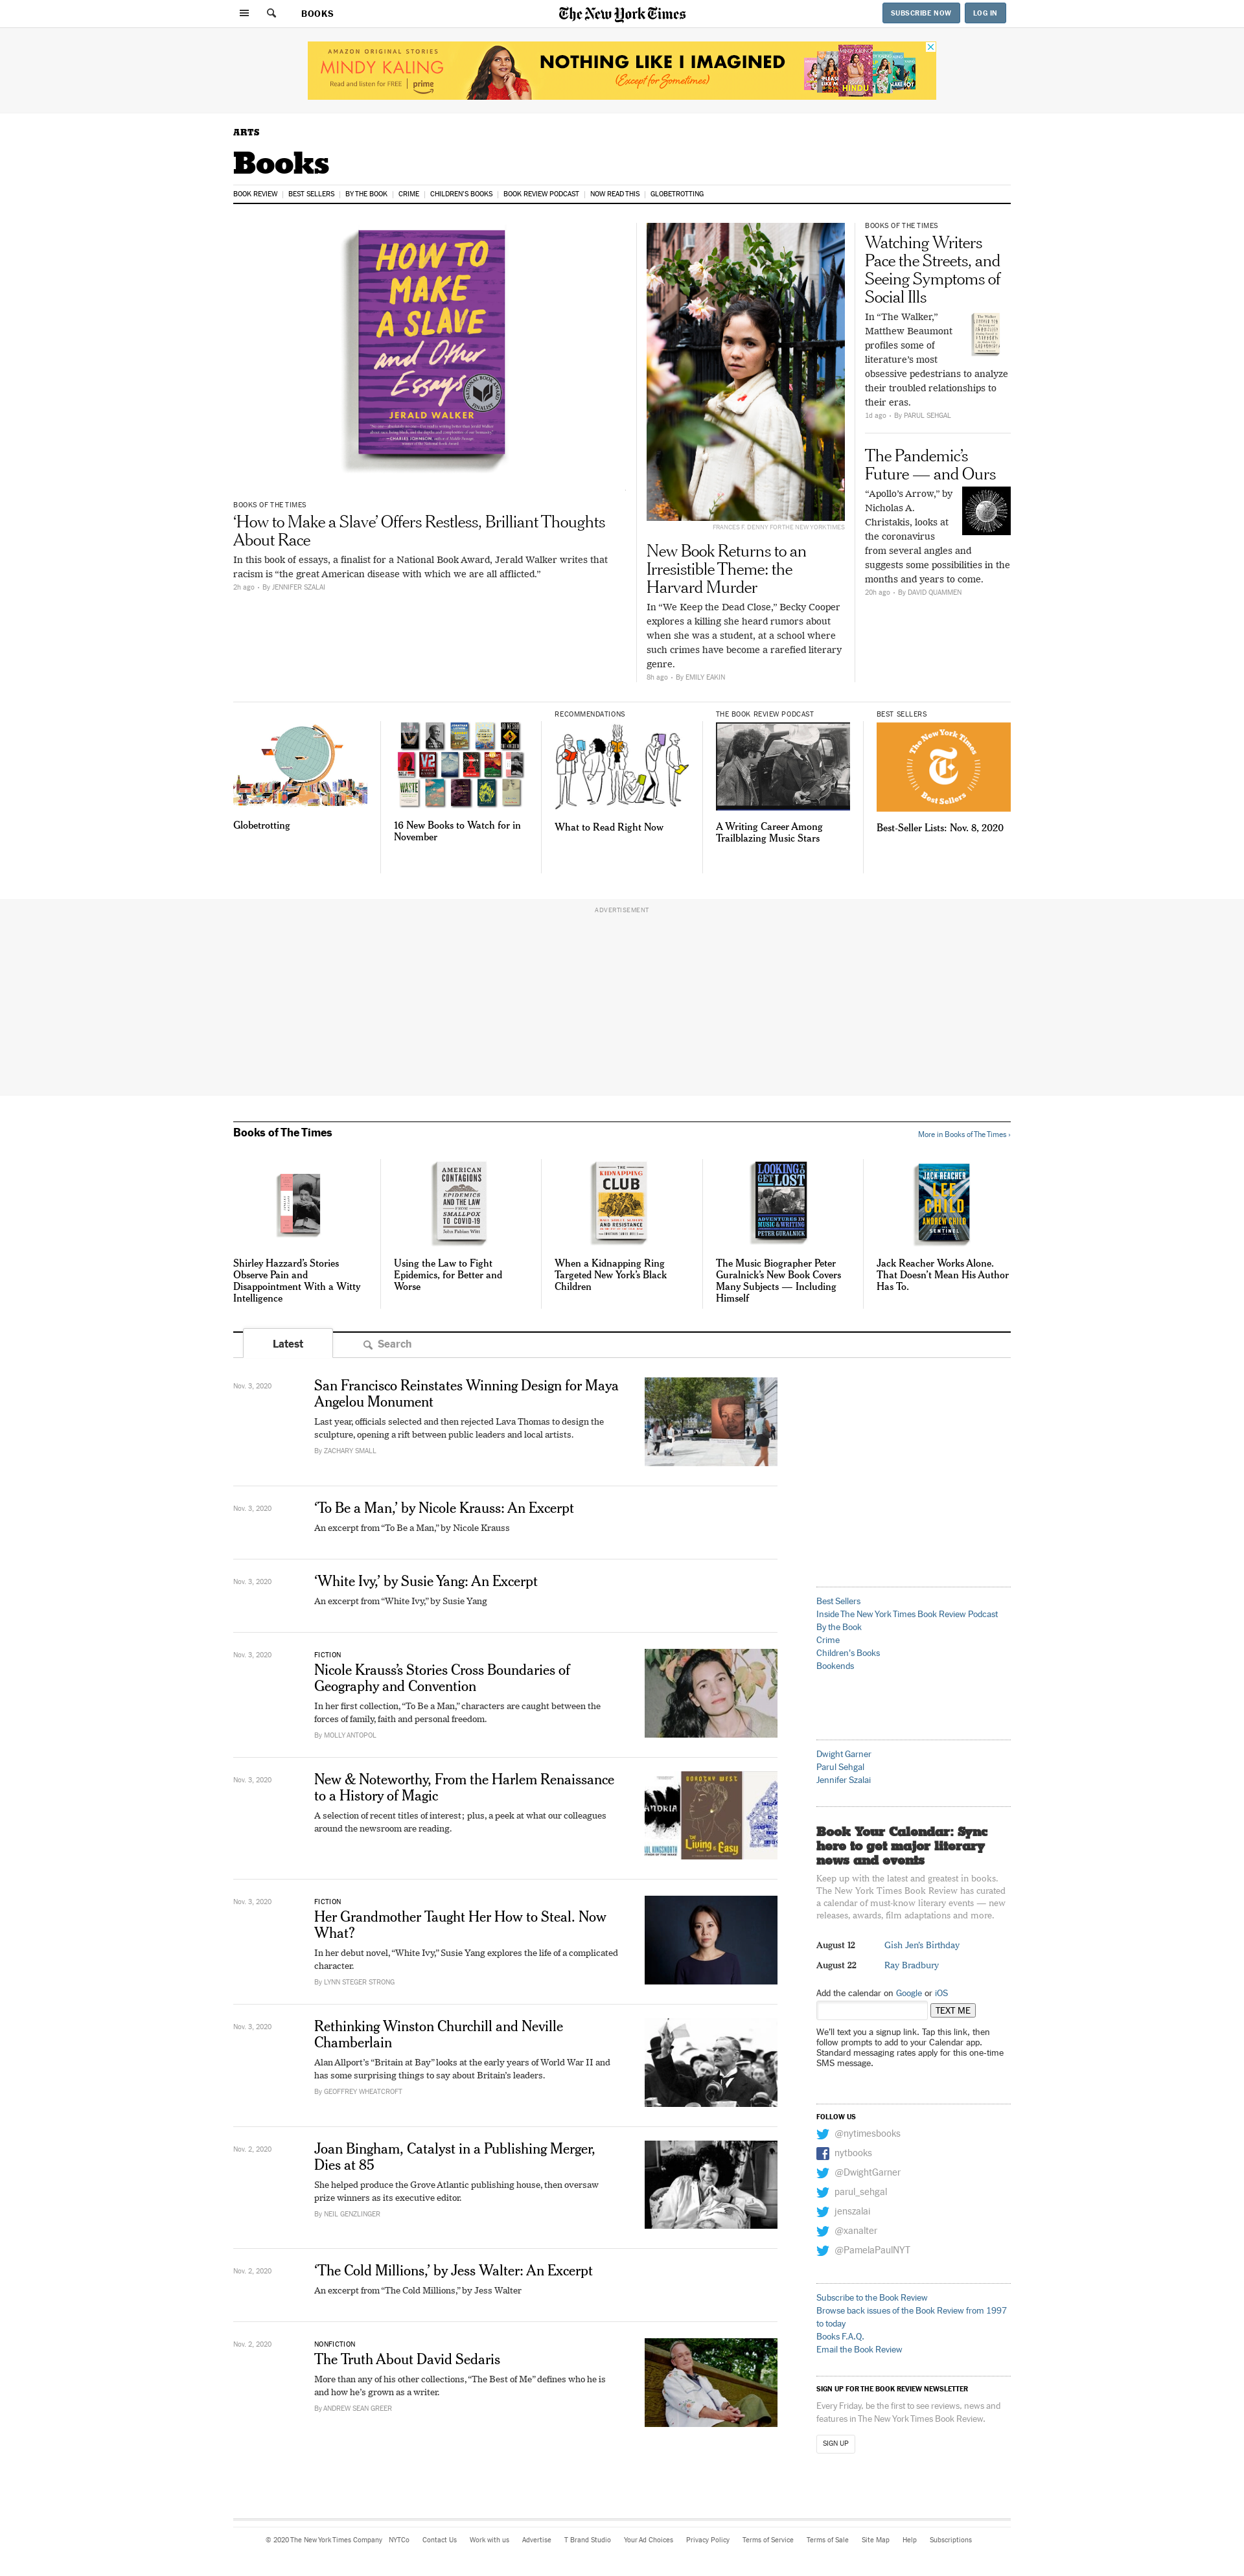 BOOKS
The New York Times
SUBSCRIBE NOW
LOG IN
AMAZON ORIGINAL STORIES
MINDY KALING
Read and listen for FREE | prime
NOTHING LIKE I IMAGINED
(Except for Sometimes)
ARTS
Books
BOOK REVIEW | BEST SELLERS | BY THE BOOK | CRIME | CHILDREN'S BOOKS | BOOK REVIEW PODCAST | NOW READ THIS | GLOBETROTTING
HOW TO
MAKE
A SLAVE
and Other
Essays
JERALD WALKER
BOOKS OF THE TIMES
‘How to Make a Slave’ Offers Restless, Brilliant Thoughts
About Race
In this book of essays, a finalist for a National Book Award, Jerald Walker writes that
racism is “the great American disease with which we are all afflicted.”
2h ago • By JENNIFER SZALAI
FRANCES F. DENNY FOR THE NEW YORK TIMES
New Book Returns to an
Irresistible Theme: the
Harvard Murder
In “We Keep the Dead Close,” Becky Cooper
explores a killing she heard rumors about
when she was a student, at a school where
such crimes have become a rarefied literary
genre.
8h ago • By EMILY EAKIN
BOOKS OF THE TIMES
Watching Writers
Pace the Streets, and
Seeing Symptoms of
Social Ills
In “The Walker,”
Matthew Beaumont
profiles some of
literature’s most
obsessive pedestrians to analyze
their troubled relationships to
their eras.
1d ago • By PARUL SEHGAL
The Pandemic’s
Future — and Ours
“Apollo’s Arrow,” by
Nicholas A.
Christakis, looks at
the coronavirus
from several angles and
suggests some possibilities in the
months and years to come.
20h ago • By DAVID QUAMMEN
Globetrotting
16 New Books to Watch for in
November
RECOMMENDATIONS
What to Read Right Now
THE BOOK REVIEW PODCAST
A Writing Career Among
Trailblazing Music Stars
BEST SELLERS
The New York Times
Best Sellers
Best-Seller Lists: Nov. 8, 2020
ADVERTISEMENT
Books of The Times
More in Books of The Times ›
Shirley Hazzard’s Stories
Observe Pain and
Disappointment With a Witty
Intelligence
AMERICAN
CONTAGIONS
EPIDEMICS
AND THE LAW
FROM
SMALLPOX
TO COVID-19
John Fabian Witt
Using the Law to Fight
Epidemics, for Better and
Worse
THE
KIDNAPPING
CLUB
AND RESISTANCE
When a Kidnapping Ring
Targeted New York’s Black
Children
LOOKING TO
GET LOST
ADVENTURES IN
MUSIC & WRITING
PETER GURALNICK
The Music Biographer Peter
Guralnick’s New Book Covers
Many Subjects — Including
Himself
JACK REACHER
LEE
CHILD
ANDREW CHILD
SENTINEL
Jack Reacher Works Alone.
That Doesn’t Mean His Author
Has To.
Latest
Search
Nov. 3, 2020
San Francisco Reinstates Winning Design for Maya
Angelou Monument
Last year, officials selected and then rejected Lava Thomas to design the
sculpture, opening a rift between public leaders and local artists.
By ZACHARY SMALL
Nov. 3, 2020
‘To Be a Man,’ by Nicole Krauss: An Excerpt
An excerpt from “To Be a Man,” by Nicole Krauss
Nov. 3, 2020
‘White Ivy,’ by Susie Yang: An Excerpt
An excerpt from “White Ivy,” by Susie Yang
Nov. 3, 2020
FICTION
Nicole Krauss’s Stories Cross Boundaries of
Geography and Convention
In her first collection, “To Be a Man,” characters are caught between the
forces of family, faith and personal freedom.
By MOLLY ANTOPOL
Nov. 3, 2020
New & Noteworthy, From the Harlem Renaissance
to a History of Magic
A selection of recent titles of interest; plus, a peek at what our colleagues
around the newsroom are reading.
DOROTHY WEST
The Living is Easy
Nov. 3, 2020
FICTION
Her Grandmother Taught Her How to Steal. Now
What?
In her debut novel, “White Ivy,” Susie Yang explores the life of a complicated
character.
By LYNN STEGER STRONG
Nov. 3, 2020
Rethinking Winston Churchill and Neville
Chamberlain
Alan Allport’s “Britain at Bay” looks at the early years of World War II and
has some surprising things to say about Britain’s leaders.
By GEOFFREY WHEATCROFT
Nov. 2, 2020
Joan Bingham, Catalyst in a Publishing Merger,
Dies at 85
She helped produce the Grove Atlantic publishing house, then oversaw
prize winners as its executive editor.
By NEIL GENZLINGER
Nov. 2, 2020
‘The Cold Millions,’ by Jess Walter: An Excerpt
An excerpt from “The Cold Millions,” by Jess Walter
Nov. 2, 2020
NONFICTION
The Truth About David Sedaris
More than any of his other collections, “The Best of Me” defines who he is
and how he’s grown as a writer.
By ANDREW SEAN GREER
Best Sellers
Inside The New York Times Book Review Podcast
By the Book
Crime
Children's Books
Bookends
Dwight Garner
Parul Sehgal
Jennifer Szalai
Book Your Calendar: Sync
here to get major literary
news and events
Keep up with the latest and greatest in books.
The New York Times Book Review has curated
a calendar of must-know literary events — new
releases, awards, film adaptations and more.
August 12 Gish Jen’s Birthday
August 22 Ray Bradbury
Add the calendar on Google or iOS
TEXT ME
We’ll text you a signup link. Tap this link, then
follow prompts to add to your Calendar app.
Standard messaging rates apply for this one-time
SMS message.
FOLLOW US
@nytimesbooks
nytbooks
@DwightGarner
parul_sehgal
jenszalai
@xanalter
@PamelaPaulNYT
Subscribe to the Book Review
Browse back issues of the Book Review from 1997
to today
Books F.A.Q.
Email the Book Review
SIGN UP FOR THE BOOK REVIEW NEWSLETTER
Every Friday, be the first to see reviews, news and
features in The New York Times Book Review.
SIGN UP
© 2020 The New York Times Company NYTCo Contact Us Work with us Advertise T Brand Studio Your Ad Choices Privacy Policy Terms of Service Terms of Sale Site Map Help Subscriptions